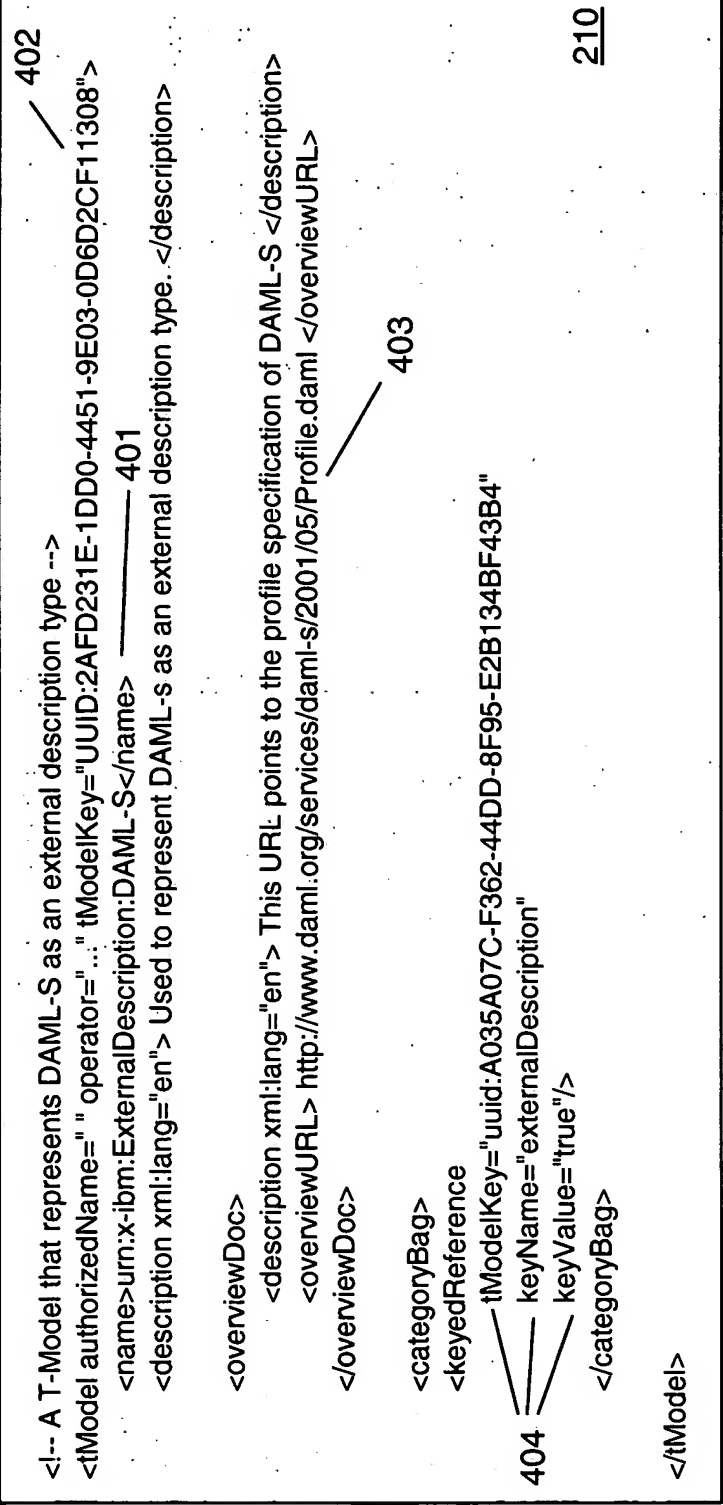 <!-- A T-Model that represents DAML-S as an external description type -->
402
<tModel authorizedName=" " operator="..." tModelKey="UUID:2AFD231E-1DD0-4451-9E03-0D6D2CF11308">
<name>urn:x-ibm:ExternalDescription:DAML-S</name>
401
<description xml:lang="en"> Used to represent DAML-s as an external description type. </description>
<overviewDoc>
<description xml:lang="en"> This URL points to the profile specification of DAML-S </description>
<overviewURL> http://www.daml.org/services/daml-s/2001/05/Profile.daml </overviewURL>
</overviewDoc>
403
<categoryBag>
<keyedReference
tModelKey="uuid:A035A07C-F362-44DD-8F95-E2B134BF43B4"
keyName="externalDescription"
404
keyValue="true"/>
</categoryBag>
210
</tModel>